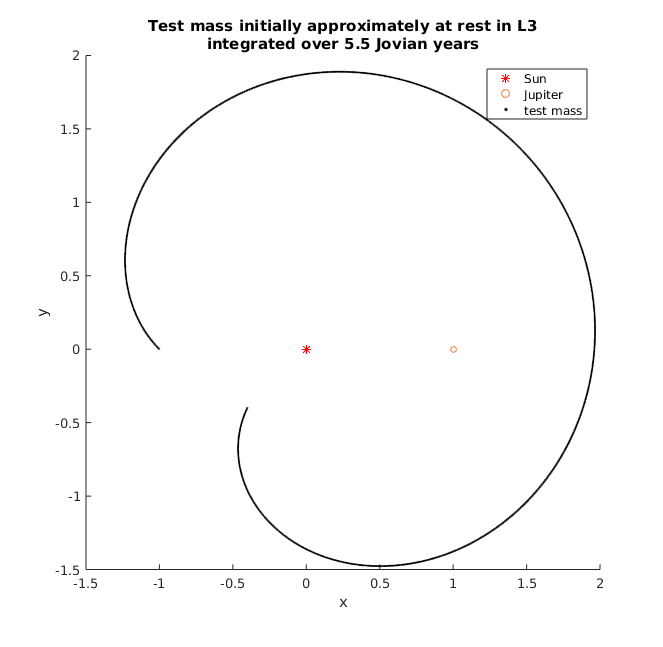 Test mass initially approximately at rest in L3
integrated over 5.5 Jovian years
Sun
Jupiter
test mass
2
1.5
1
0.5
0
-0.5
-1
-1.5
y
-1.5 -1 -0.5 0 0.5 1 1.5 2
x